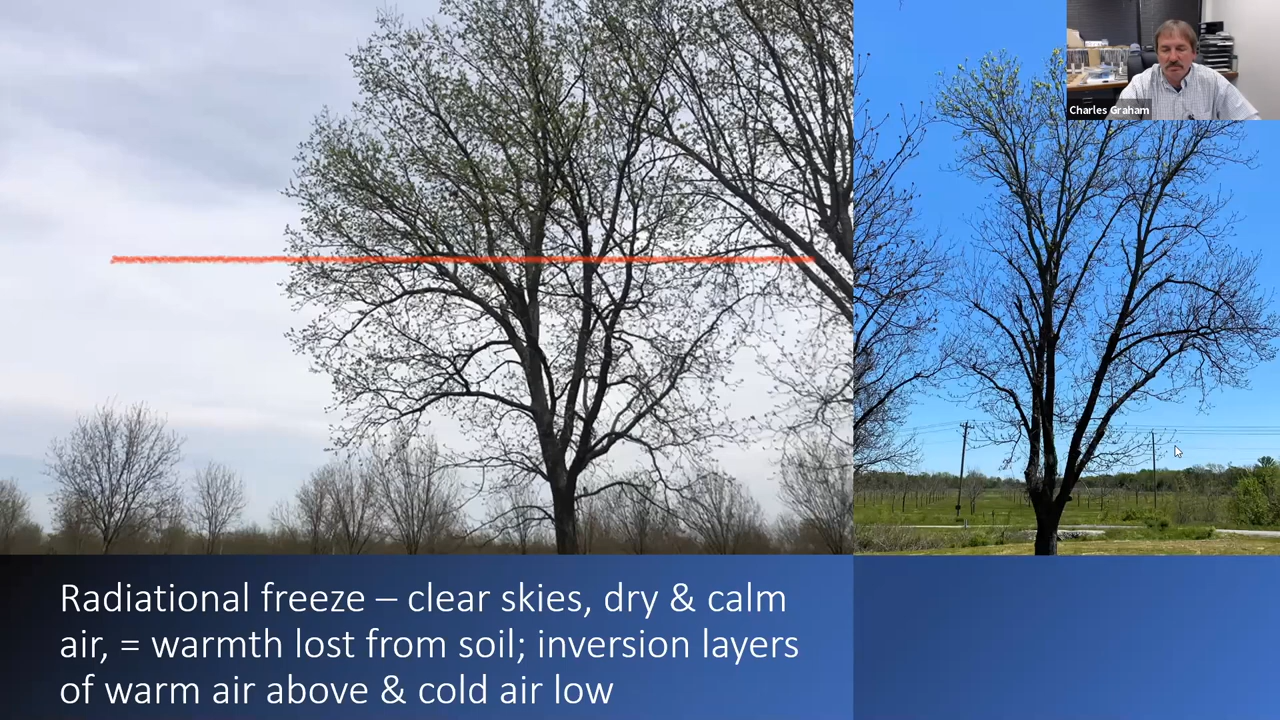 Charles Graham
Radiational freeze – clear skies, dry & calm
air, = warmth lost from soil; inversion layers
of warm air above & cold air low